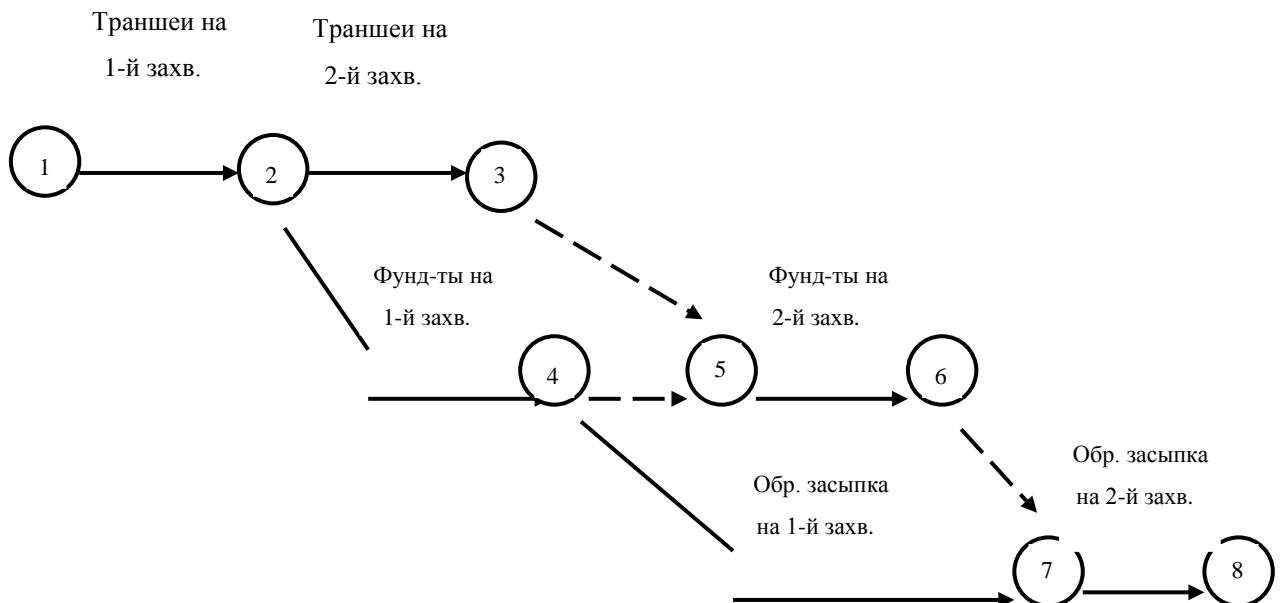 Траншеи на
1-й захв.
Траншеи на
2-й захв.
1
2
3
Фунд-ты на
1-й захв.
Фунд-ты на
2-й захв.
4
5
6
Обр. засыпка
на 1-й захв.
Обр. засыпка
на 2-й захв.
7
8